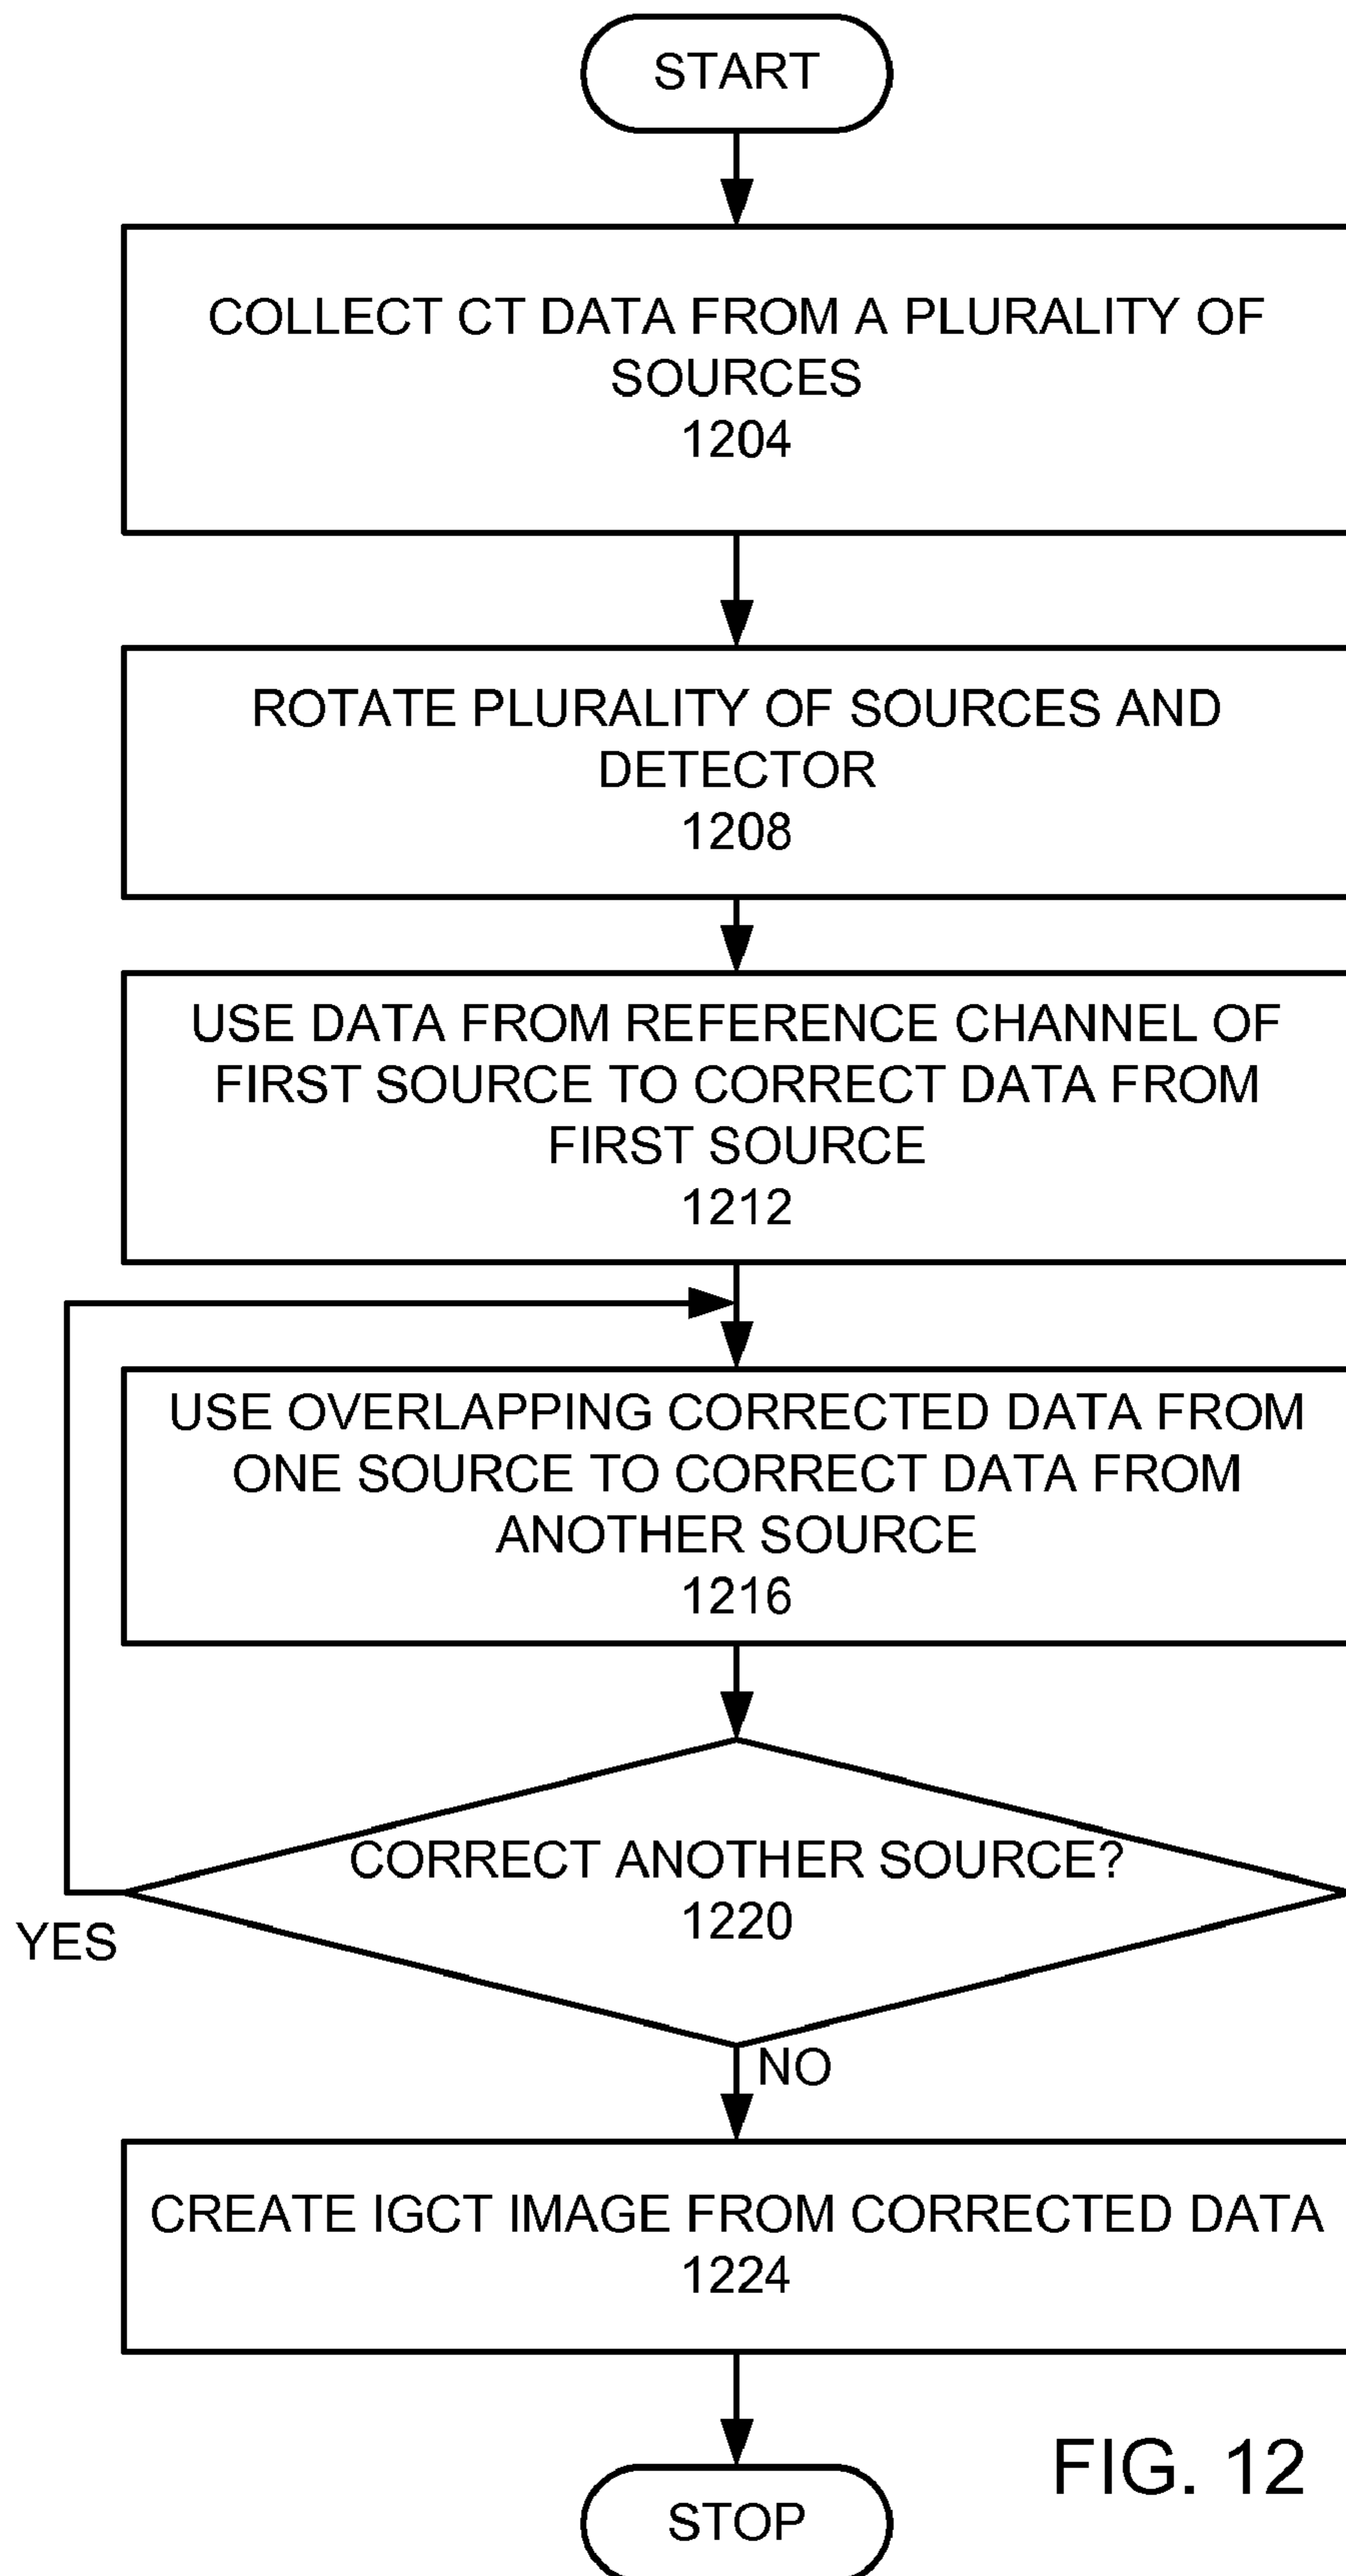 START
COLLECT CT DATA FROM A PLURALITY OF
SOURCES
1204
ROTATE PLURALITY OF SOURCES AND
DETECTOR
1208
USE DATA FROM REFERENCE CHANNEL OF
FIRST SOURCE TO CORRECT DATA FROM
FIRST SOURCE
1212
USE OVERLAPPING CORRECTED DATA FROM
ONE SOURCE TO CORRECT DATA FROM
ANOTHER SOURCE
1216
CORRECT ANOTHER SOURCE?
1220
YES
NO
CREATE IGCT IMAGE FROM CORRECTED DATA
1224
FIG. 12
STOP